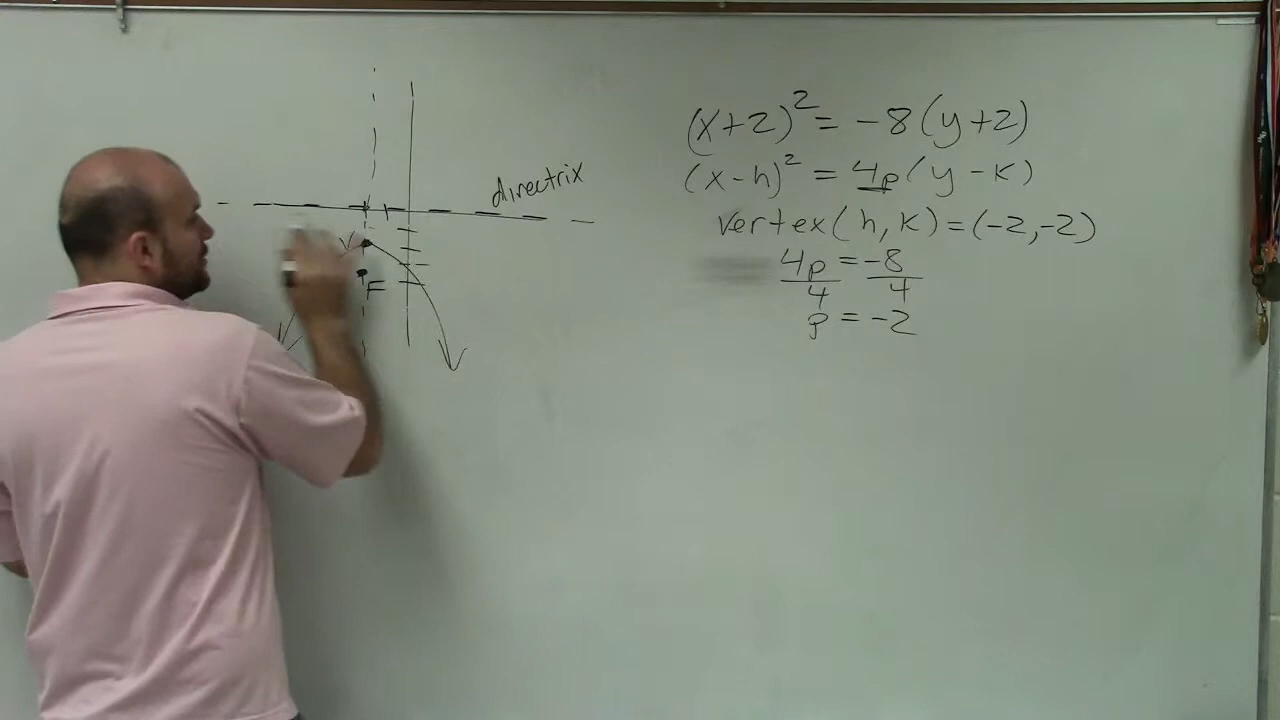 directrix
V
F
(x+2)² = -8(y+2)
(x-h)² = 4p(y-k)
vertex(h,k)=(-2,-2)
4p = -8
4 4
p = -2